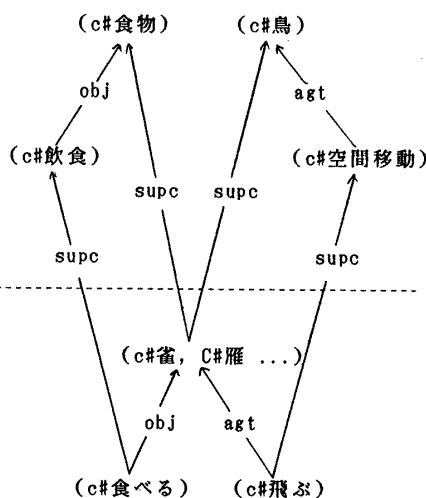 (c#食物) (c#鳥)
obj agt
(c#飲食) (c#空間移動)
supc supc
supc supc
(c#雀, C#雁 ...)
obj agt
(c#食べる) (c#飛ぶ)